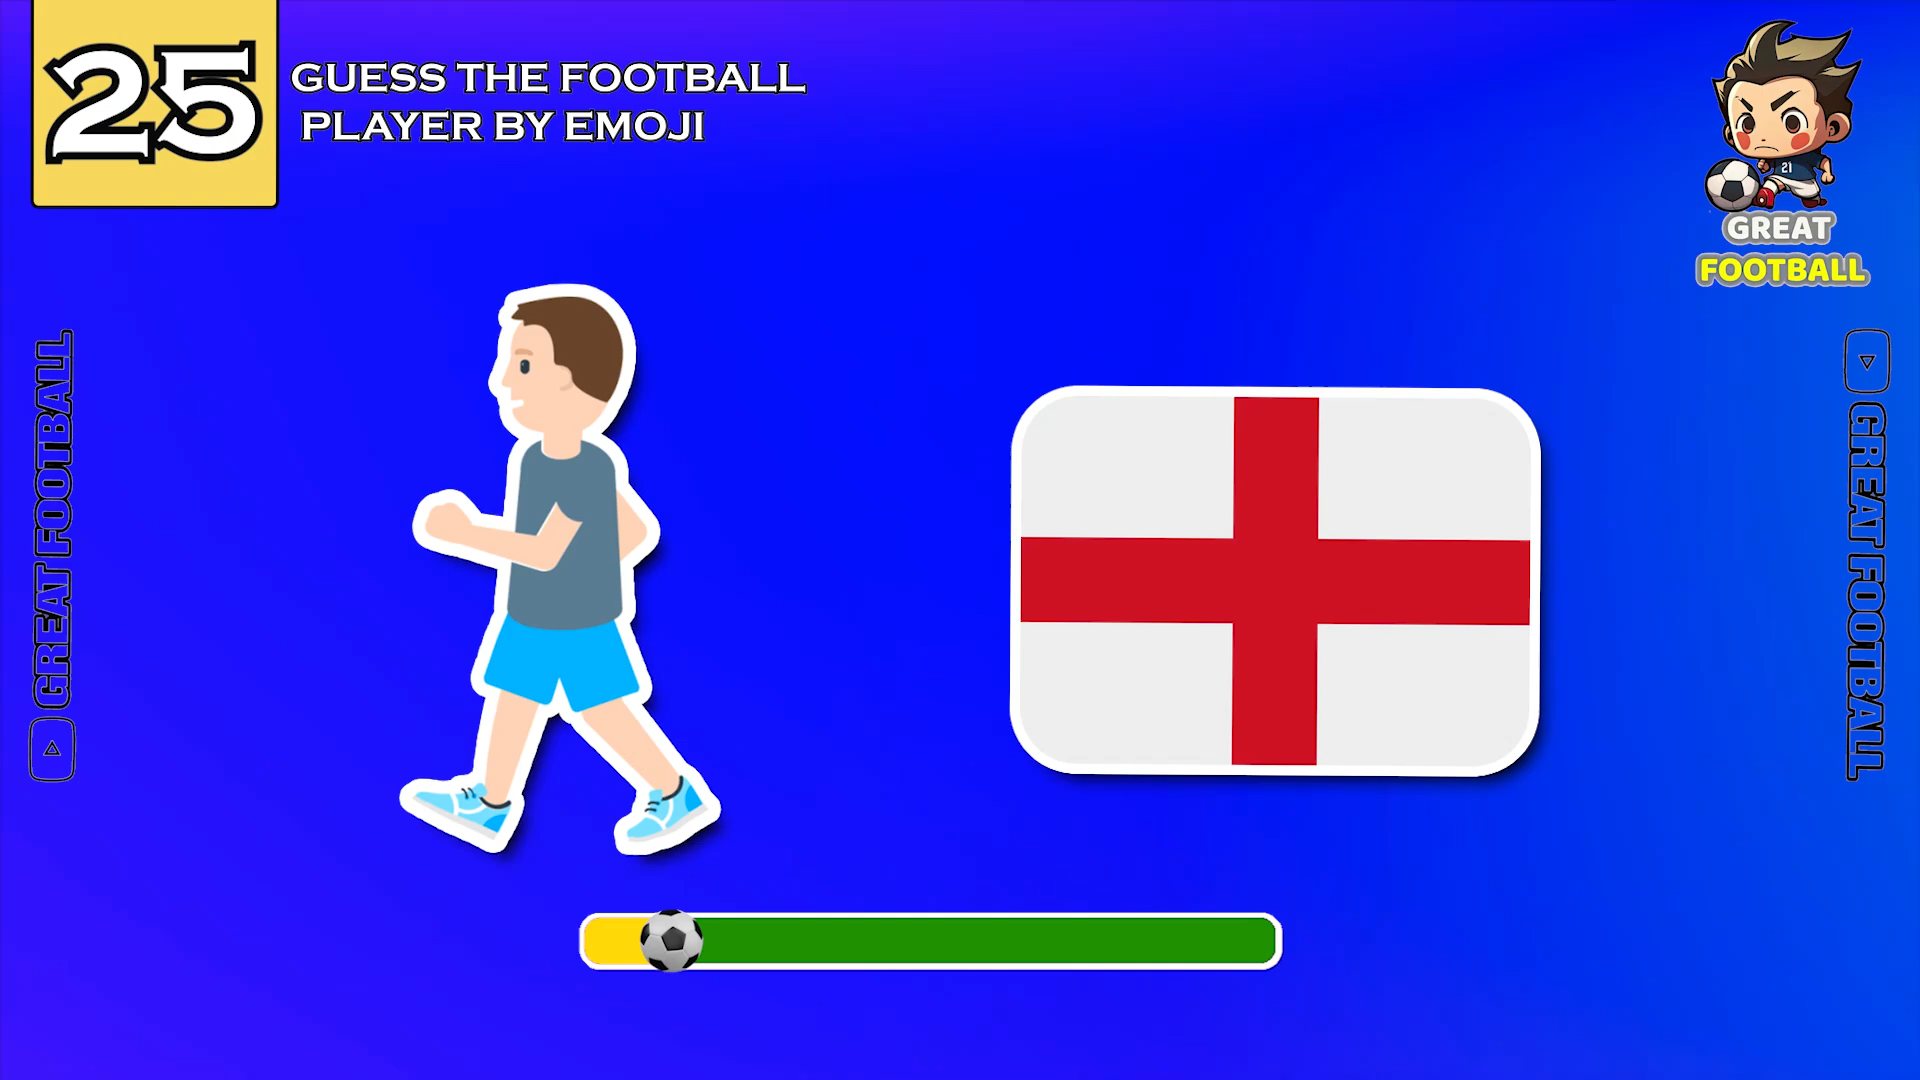 25
GUESS THE FOOTBALL
PLAYER BY EMOJI
21
GREAT
FOOTBALL
GREAT FOOTBALL
GREAT FOOTBALL